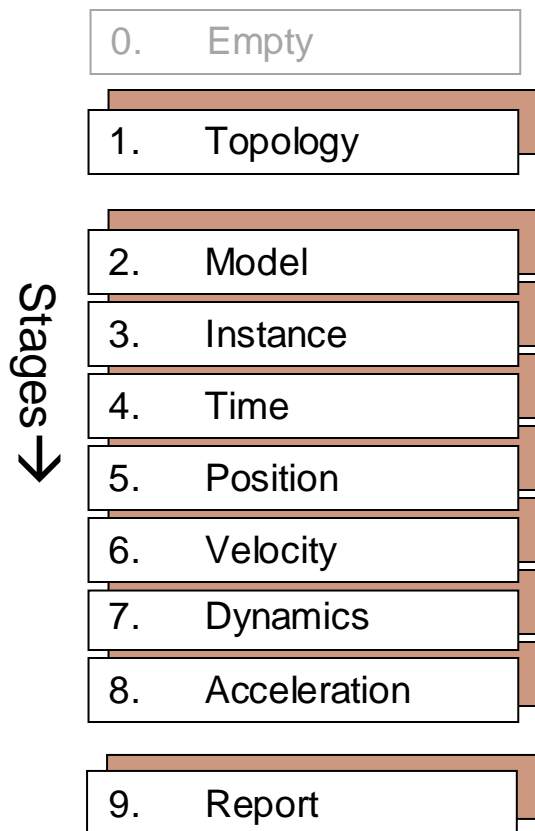 0. Empty
1. Topology
2. Model
3. Instance
4. Time
5. Position
6. Velocity
7. Dynamics
8. Acceleration
9. Report
Stages→